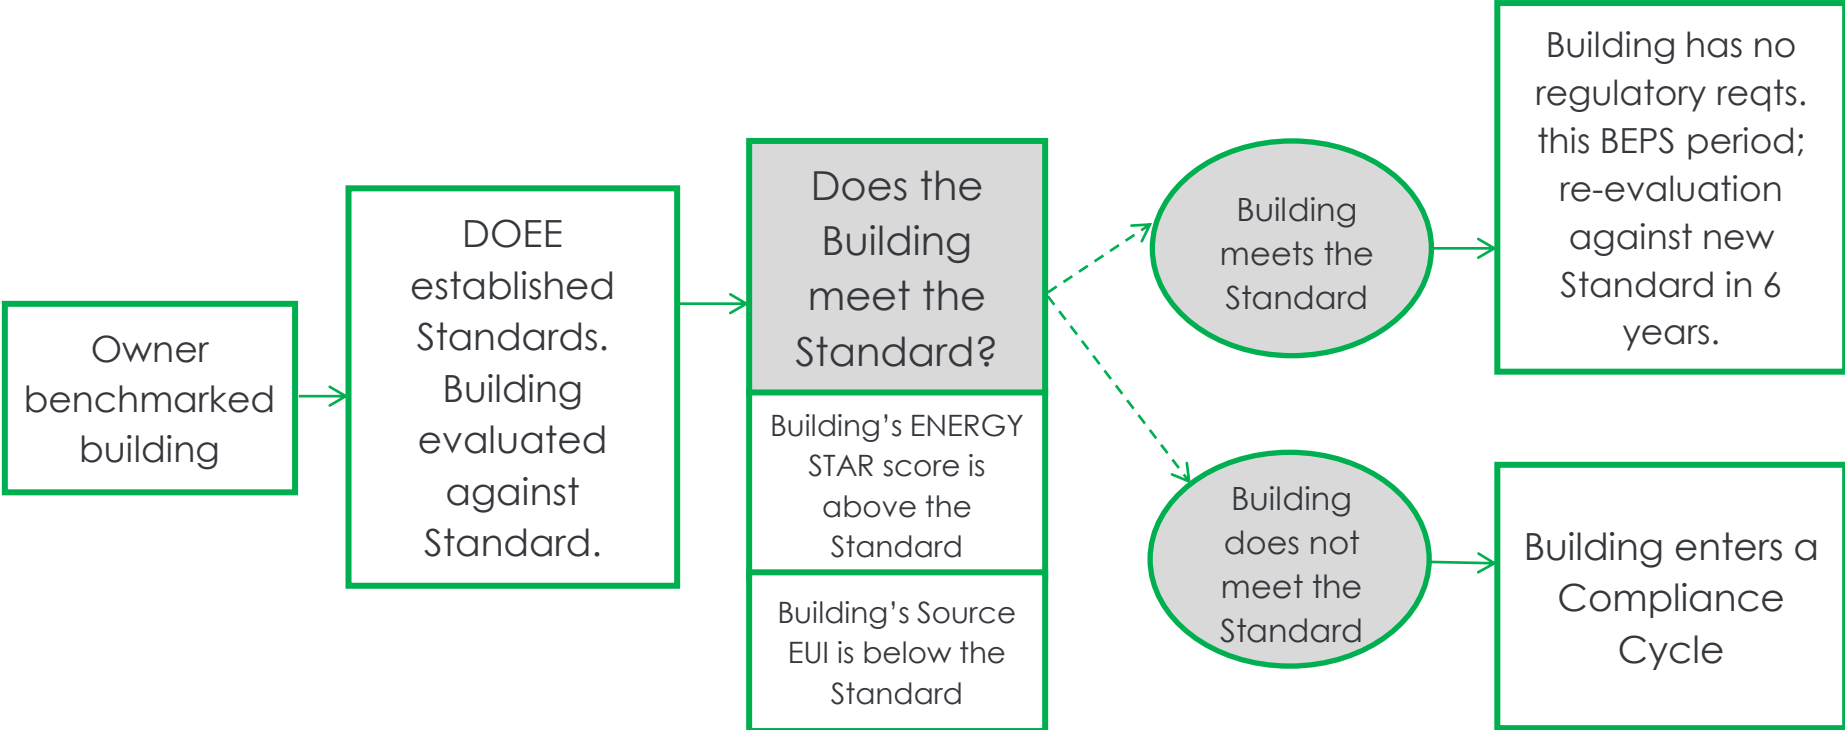 Owner
benchmarked
building
DOEE
established
Standards.
Building
evaluated
against
Standard.
Does the
Building
meet the
Standard?
Building’s ENERGY
STAR score is
above the
Standard
Building’s Source
EUI is below the
Standard
Building
meets the
Standard
Building
does not
meet the
Standard
Building has no
regulatory reqts.
this BEPS period;
re-evaluation
against new
Standard in 6
years.
Building enters a
Compliance
Cycle